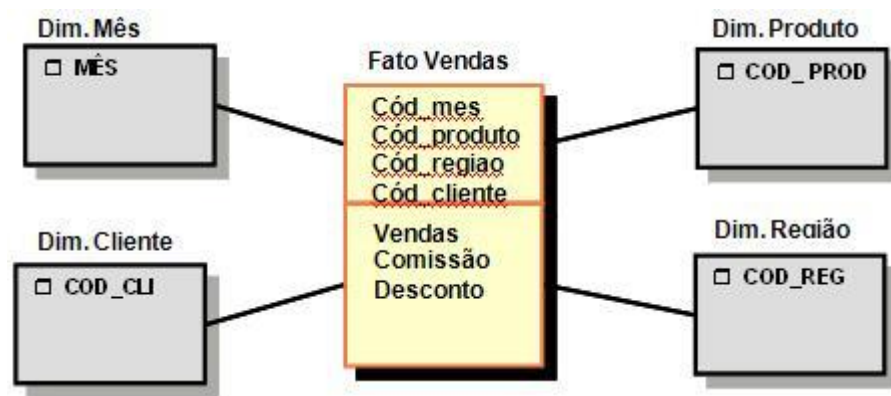 Dim. Mês
MÊS
Fato Vendas
Cód_mes
Cód_produto
Cód_regiao
Cód_cliente
Vendas
Comissão
Desconto
Dim. Produto
COD_PROD
Dim. Cliente
COD_CLI
Dim. Região
COD_REG